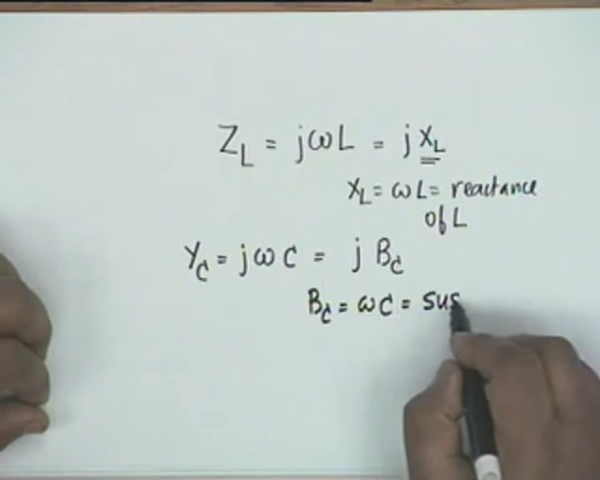 Z_L = jωL = j X_L
X_L = ωL = reactance
of L
Y_C = jωC = j B_C
B_C = ωC = sus